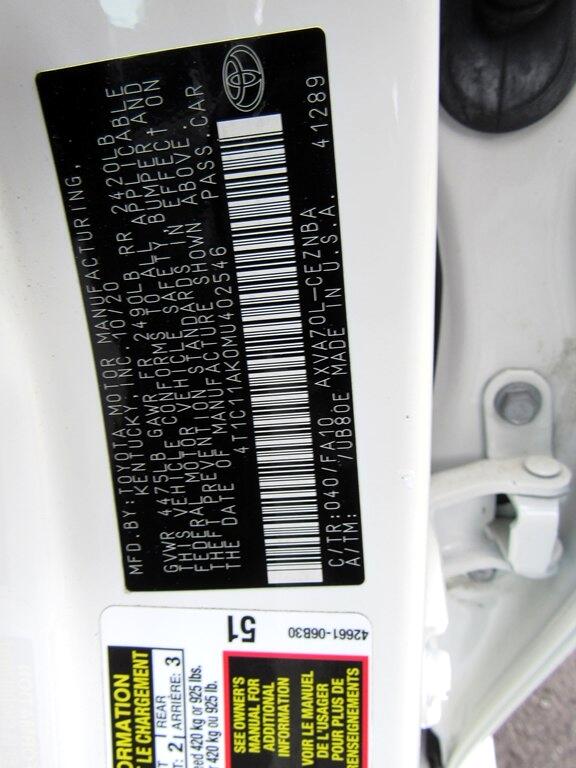 MFD.BY:TOYOTA MOTOR MANUFACTURING,
KENTUCKY,INC. 10/20
GVWR 4475LB GAWR FR 2490LB RR 2420LB
THIS VEHICLE CONFORMS TO ALL APPLICABLE
FEDERAL MOTOR VEHICLE SAFETY, BUMPER, AND
THEFT PREVENTION STANDARDS IN EFFECT ON
THE DATE OF MANUFACTURE SHOWN ABOVE.
4T1C11AK0MU402546 PASS.CAR
C/TR:040/FA10 AXVA70L-CEZNBA 41289
A/TM: /UB80E MADE IN U.S.A.
51
42661-06B30
ORMATION
T LE CHARGEMENT
T: 2 REAR ARRIÈRE: 3
eed 420 kg or 925 lbs.
r 420 kg ou 925 lb.
SEE OWNER'S
MANUAL FOR
ADDITIONAL
INFORMATION
VOIR LE MANUEL
DE L'USAGER
POUR PLUS DE
RENSEIGNEMENTS